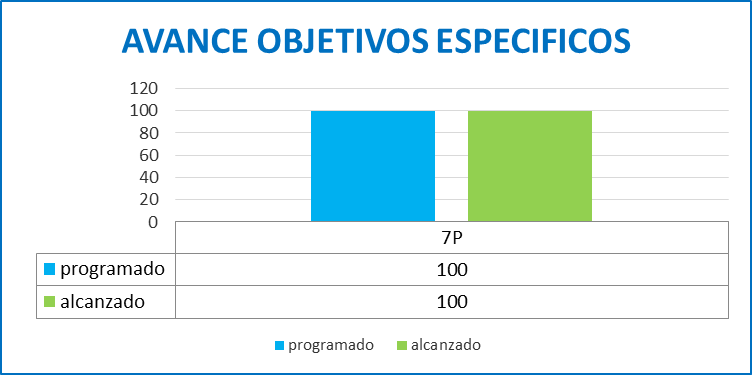 AVANCE OBJETIVOS ESPECIFICOS
120
100
80
60
40
20
0
7P
programado 100
alcanzado 100
programado alcanzado